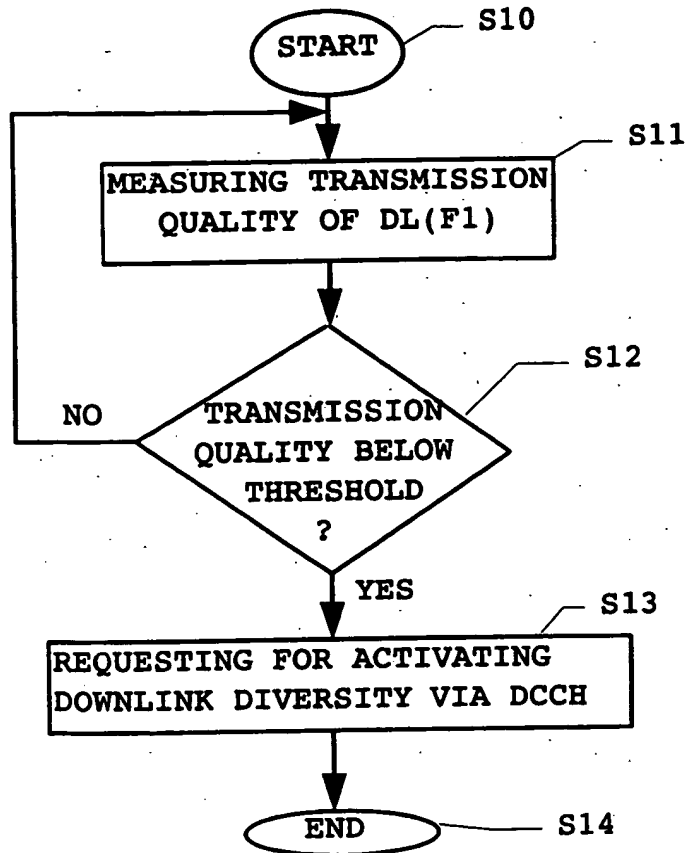 START
S10
S11
MEASURING TRANSMISSION
QUALITY OF DL(F1)
S12
NO
TRANSMISSION
QUALITY BELOW
THRESHOLD
?
YES
S13
REQUESTING FOR ACTIVATING
DOWNLINK DIVERSITY VIA DCCH
END
S14